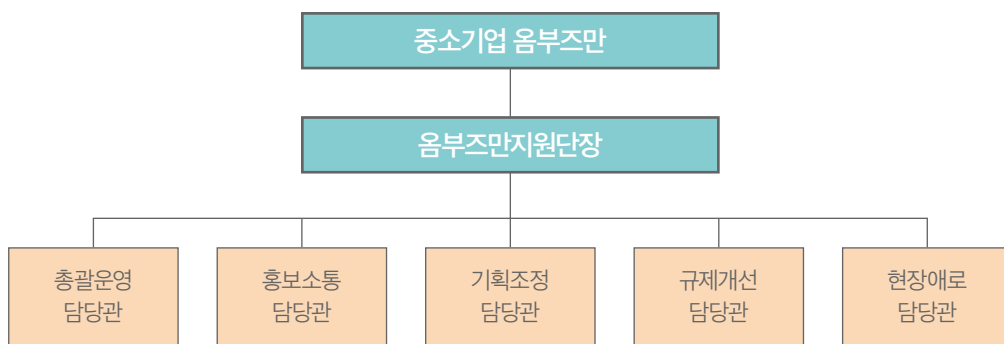 중소기업 옴부즈만
옴부즈만지원단장
총괄운영
담당관
홍보소통
담당관
기획조정
담당관
규제개선
담당관
현장애로
담당관